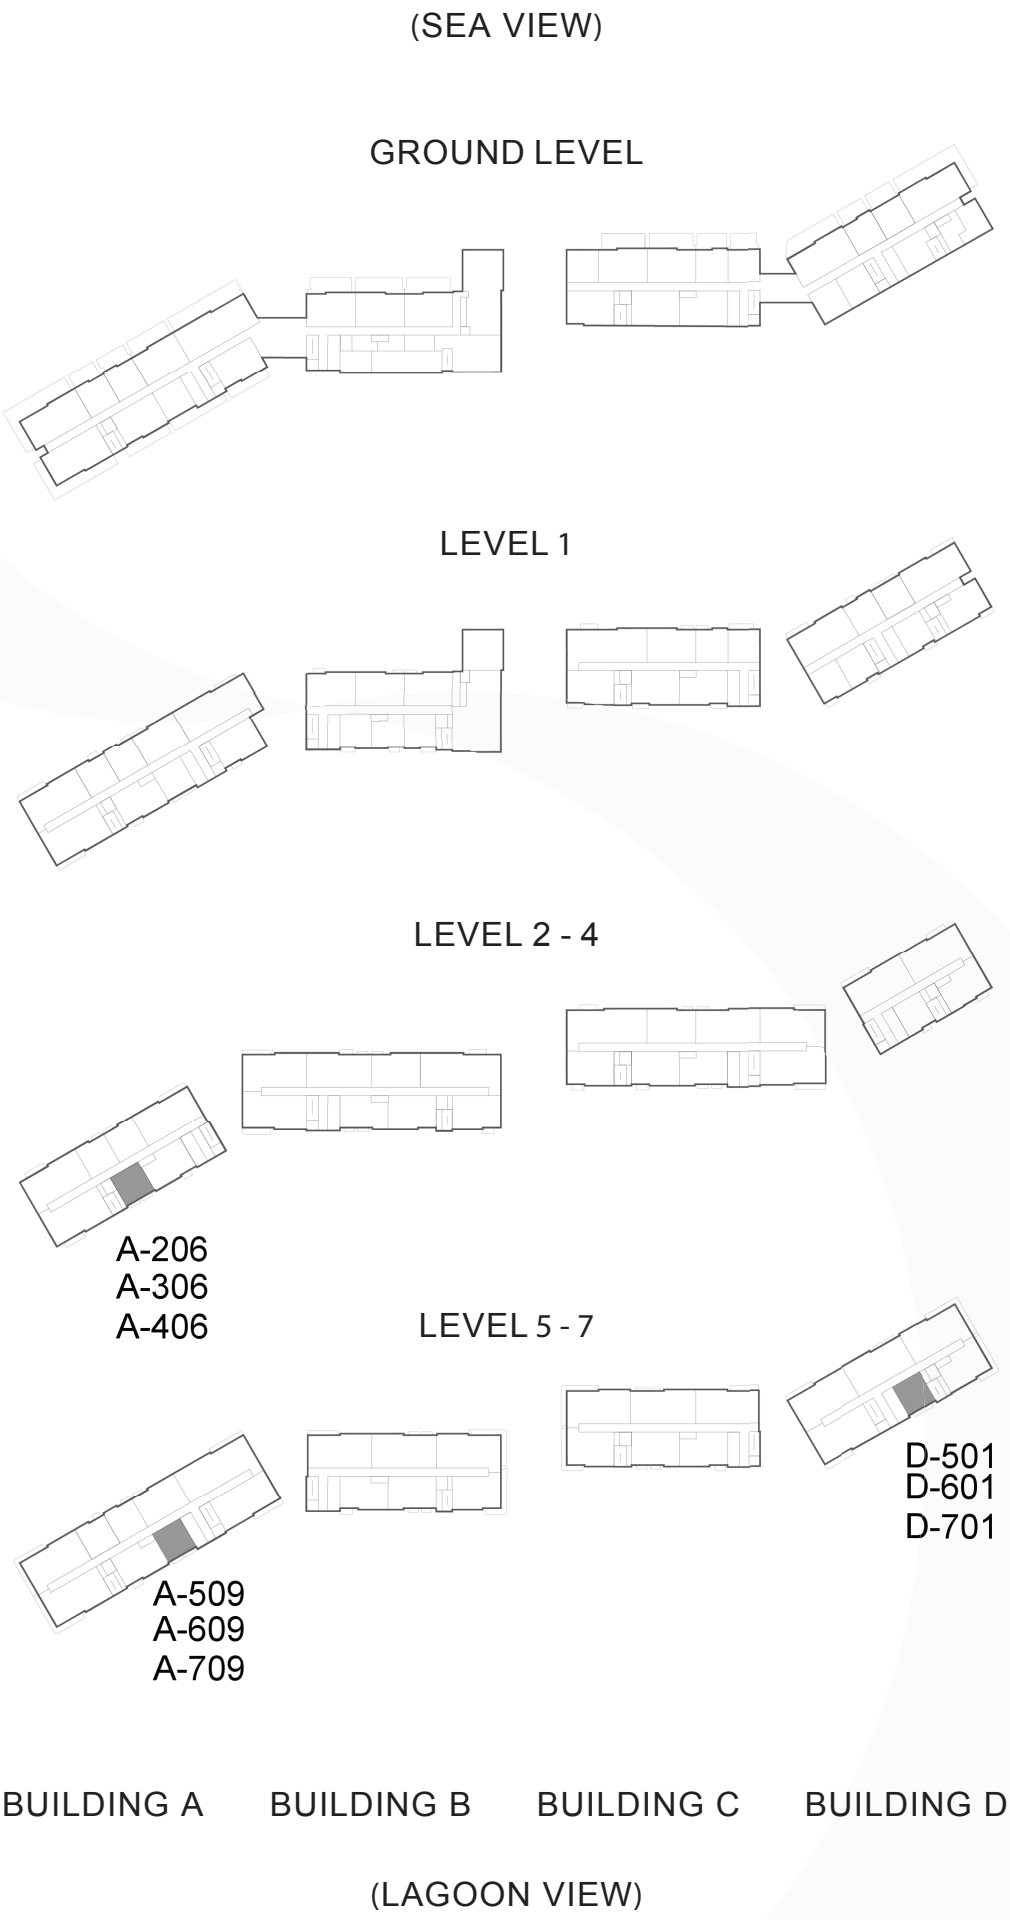 (SEA VIEW)
GROUND LEVEL
LEVEL 1
LEVEL 2 - 4
A-206
A-306
A-406
LEVEL 5 - 7
D-501
D-601
D-701
A-509
A-609
A-709
BUILDING A BUILDING B BUILDING C BUILDING D
(LAGOON VIEW)